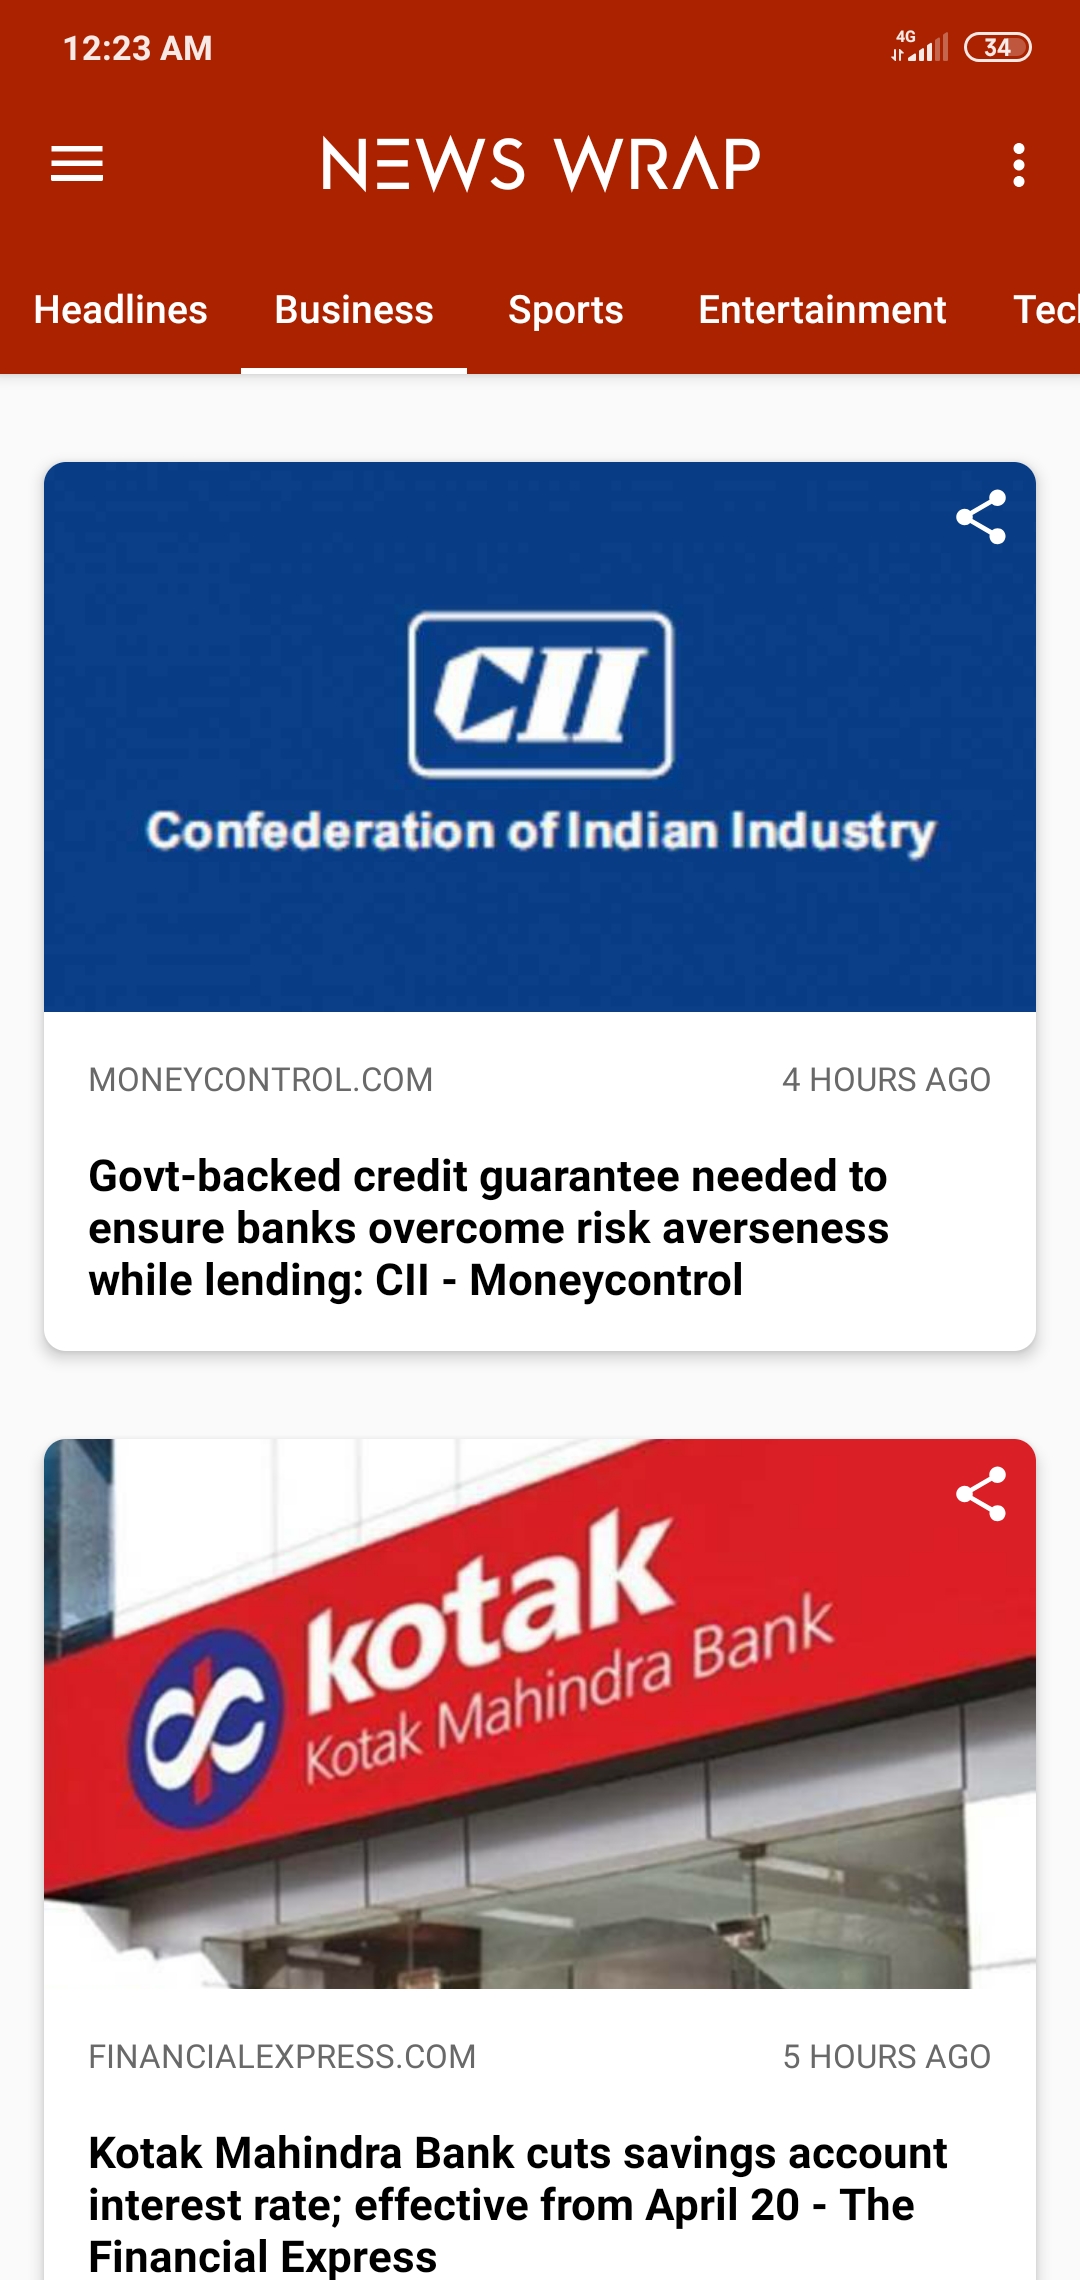 12:23 AM
4G
34
NEWS WRAP
Headlines Business Sports Entertainment Tech
CII
Confederation of Indian Industry
MONEYCONTROL.COM 4 HOURS AGO
Govt-backed credit guarantee needed to
ensure banks overcome risk averseness
while lending: CII - Moneycontrol
kotak
Kotak Mahindra Bank
FINANCIALEXPRESS.COM 5 HOURS AGO
Kotak Mahindra Bank cuts savings account
interest rate; effective from April 20 - The
Financial Express